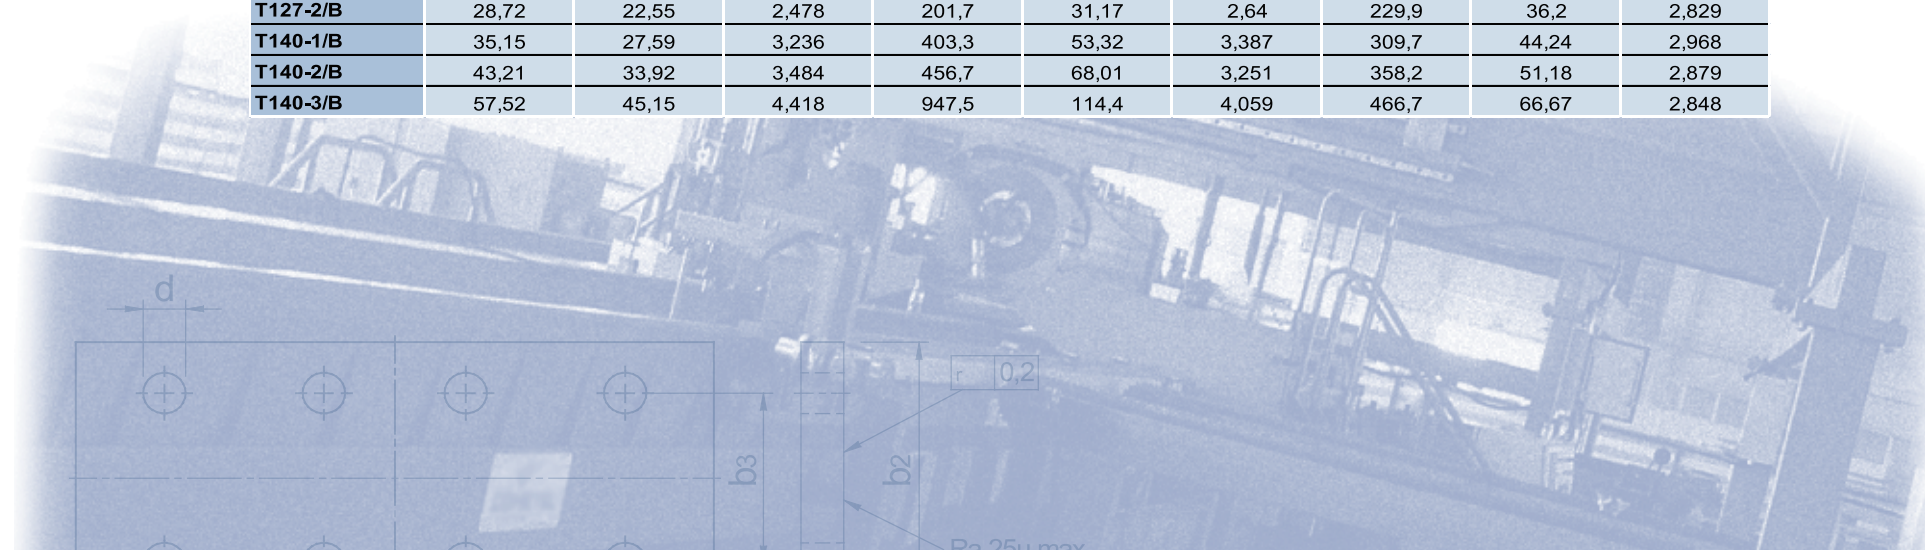 T127-2/B 28,72 22,55 2,478 201,7 31,17 2,64 229,9 36,2 2,829
T140-1/B 35,15 27,59 3,236 403,3 53,32 3,387 309,7 44,24 2,968
T140-2/B 43,21 33,92 3,484 456,7 68,01 3,251 358,2 51,18 2,879
T140-3/B 57,52 45,15 4,418 947,5 114,4 4,059 466,7 66,67 2,848
d
r 0,2
b3
b2
Ra 25µ max